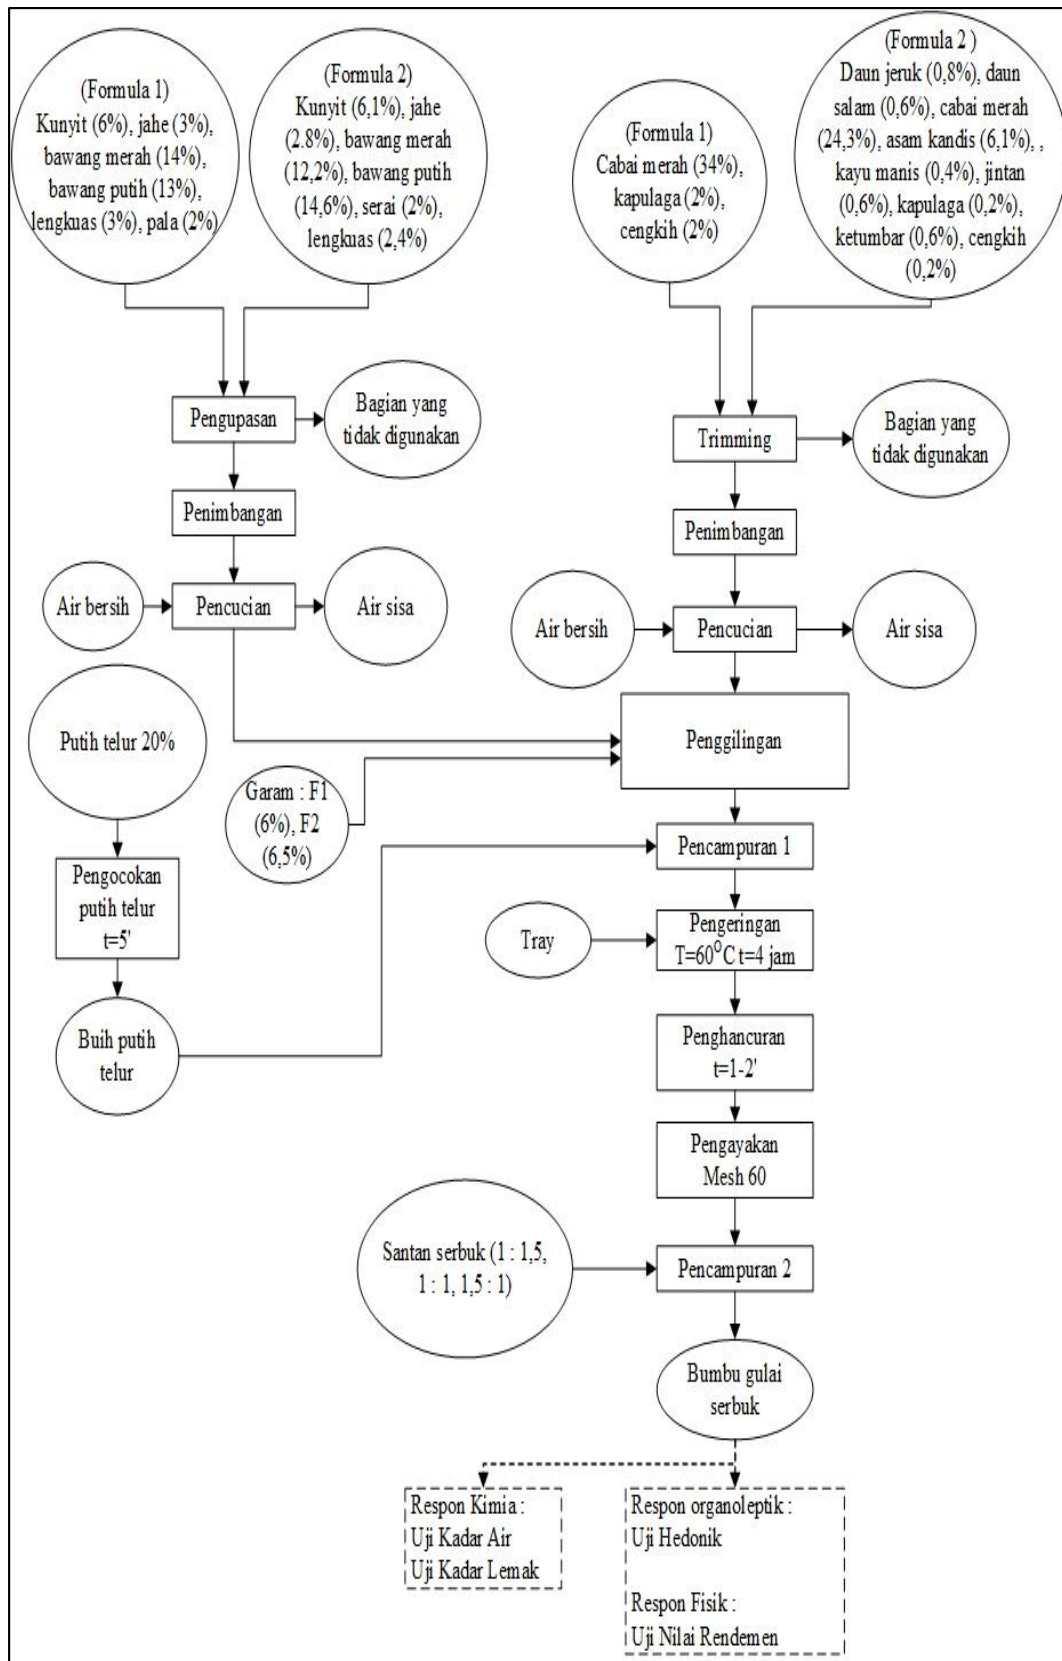 (Formula 1)
Kunyit (6%), jahe (3%),
bawang merah (14%),
bawang putih (13%),
lengkuas (3%), pala (2%)
(Formula 2)
Kunyit (6,1%), jahe
(2.8%), bawang merah
(12,2%), bawang putih
(14,6%), serai (2%),
lengkuas (2,4%)
(Formula 1)
Cabai merah (34%),
kapulaga (2%),
cengkih (2%)
(Formula 2 )
Daun jeruk (0,8%), daun
salam (0,6%), cabai merah
(24,3%), asam kandis (6,1%), ,
kayu manis (0,4%), jintan
(0,6%), kapulaga (0,2%),
ketumbar (0,6%), cengkih
(0,2%)
Pengupasan
Bagian yang
tidak digunakan
Trimming
Bagian yang
tidak digunakan
Penimbangan
Penimbangan
Air bersih
Pencucian
Air sisa
Air bersih
Pencucian
Air sisa
Putih telur 20%
Penggilingan
Garam : F1
(6%), F2
(6,5%)
Pencampuran 1
Pengocokan
putih telur
t=5'
Tray
Pengeringan
T=60⁰C t=4 jam
Buih putih
telur
Penghancuran
t=1-2'
Pengayakan
Mesh 60
Santan serbuk (1 : 1,5,
1 : 1, 1,5 : 1)
Pencampuran 2
Bumbu gulai
serbuk
Respon Kimia :
Uji Kadar Air
Uji Kadar Lemak
Respon organoleptik :
Uji Hedonik
Respon Fisik :
Uji Nilai Rendemen